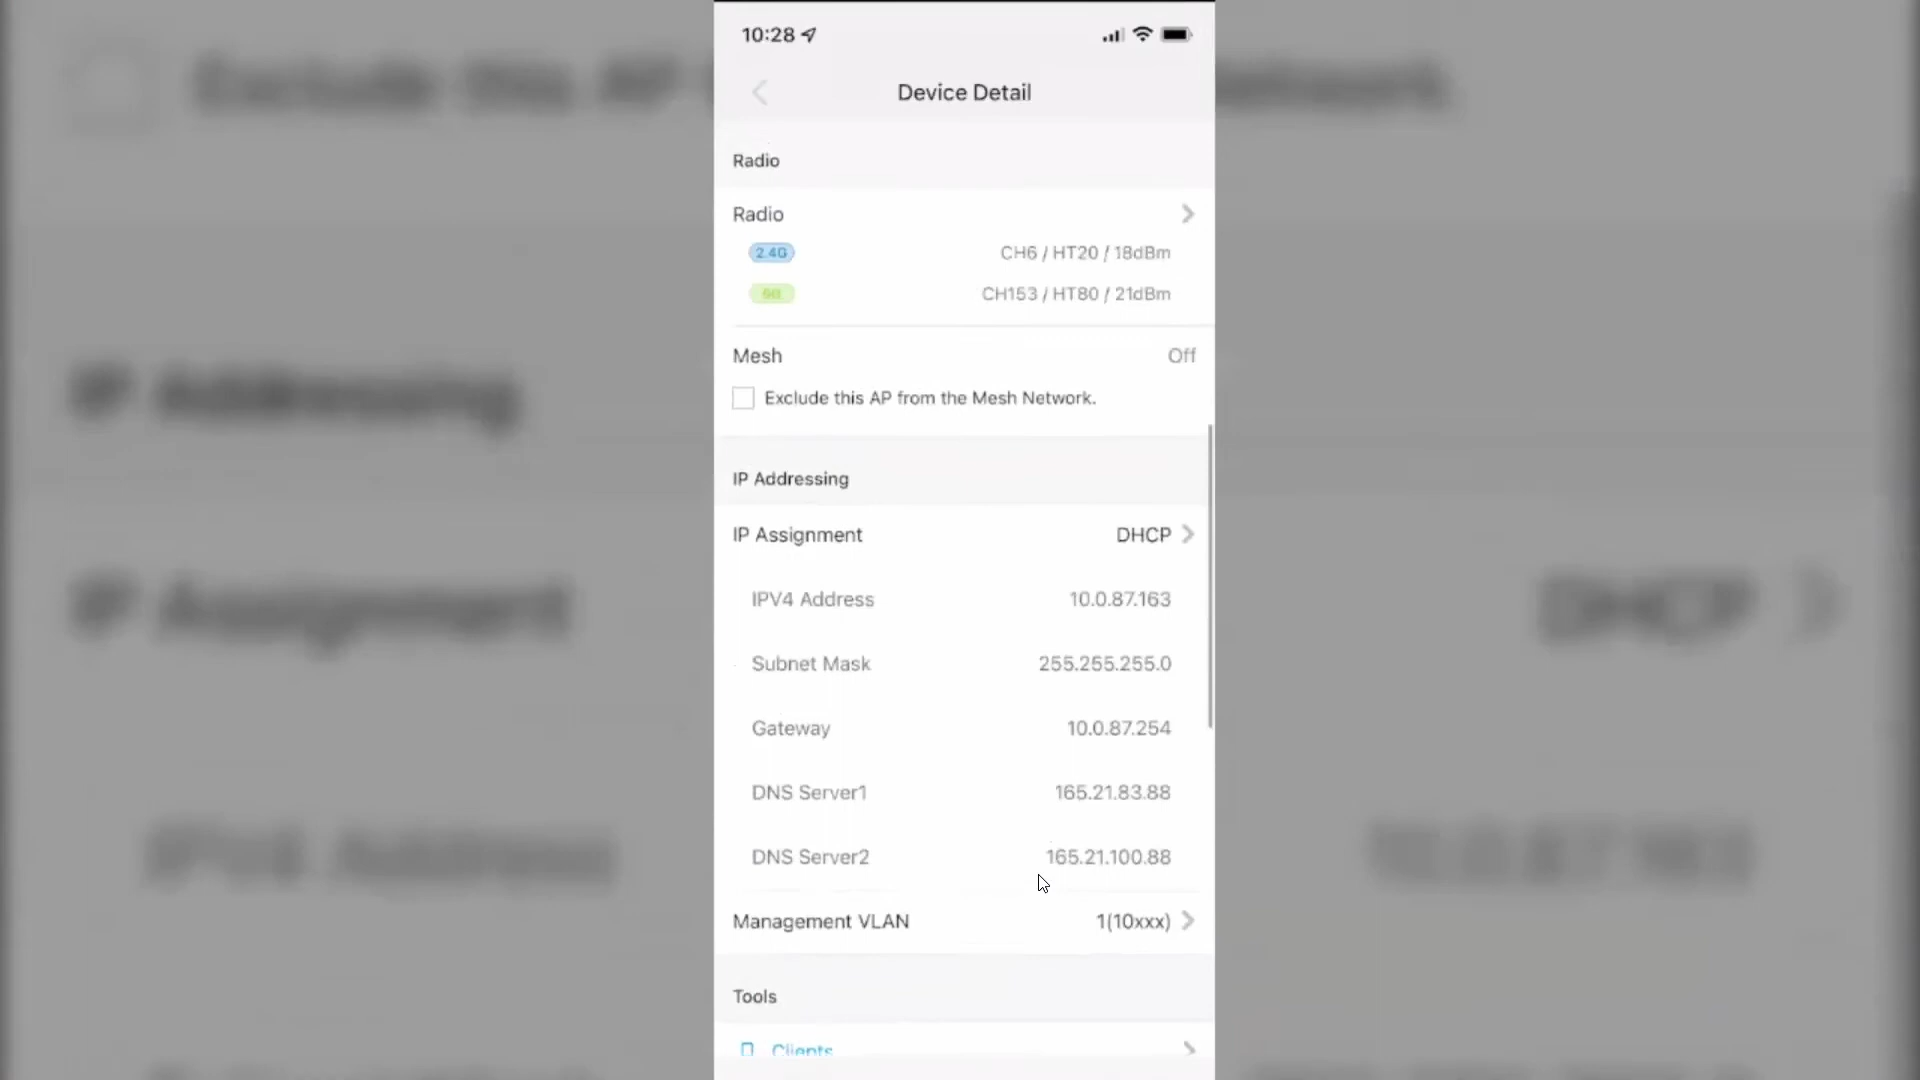 10:28
Device Detail
Radio
Radio
2.4G CH6 / HT20 / 18dBm
CH153 / HT80 / 21dBm
Mesh Off
Exclude this AP from the Mesh Network.
IP Addressing
IP Assignment DHCP
IPV4 Address 10.0.87.163
Subnet Mask 255.255.255.0
Gateway 10.0.87.254
DNS Server1 165.21.83.88
DNS Server2 165.21.100.88
Management VLAN 1(10xxx)
Tools
Clients